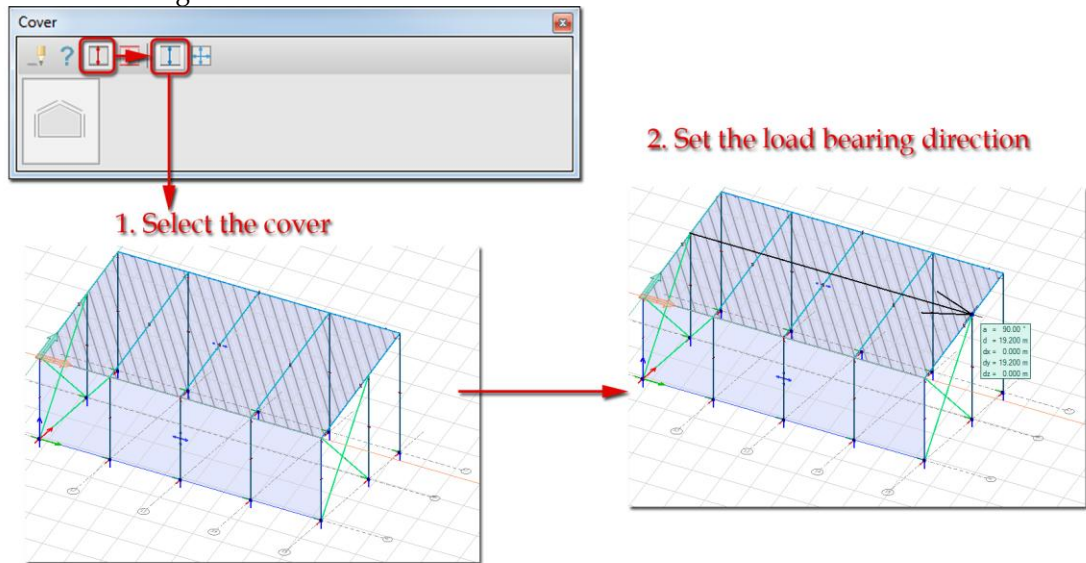 Cover
?
1. Select the cover
2. Set the load bearing direction
a = 90.00 °
d = 19.200 m
dx = 0.000 m
dy = 19.200 m
dz = 0.000 m